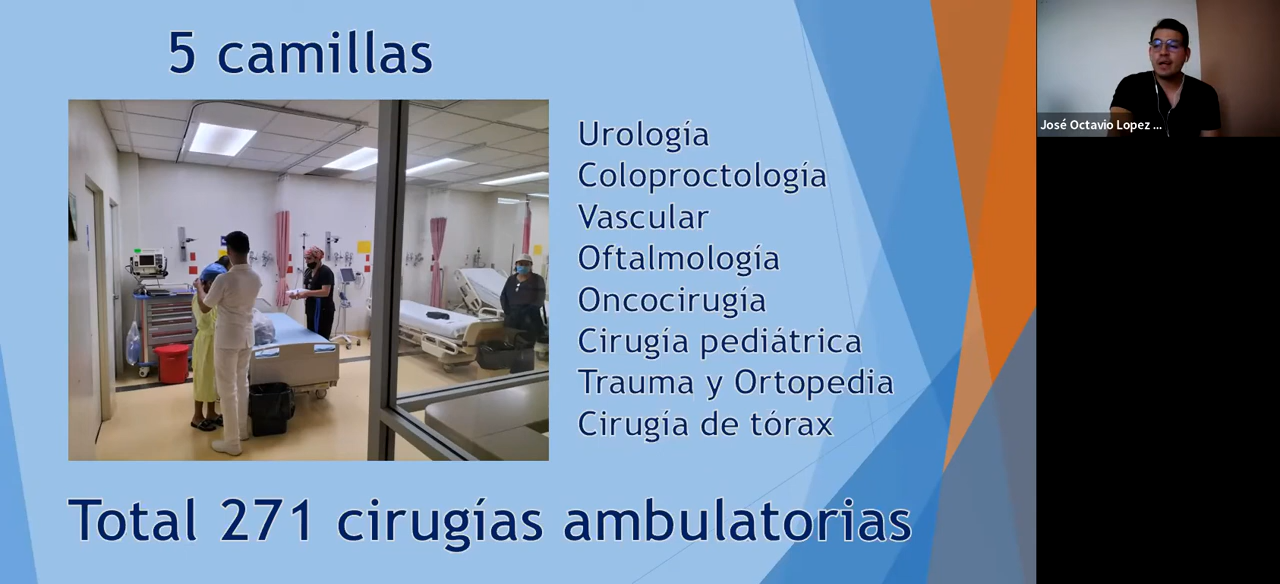 5 camillas
Urología
Coloproctología
Vascular
Oftalmología
Oncocirugía
Cirugía pediátrica
Trauma y Ortopedia
Cirugía de tórax
Total 271 cirugías ambulatorias
José Octavio Lopez ...